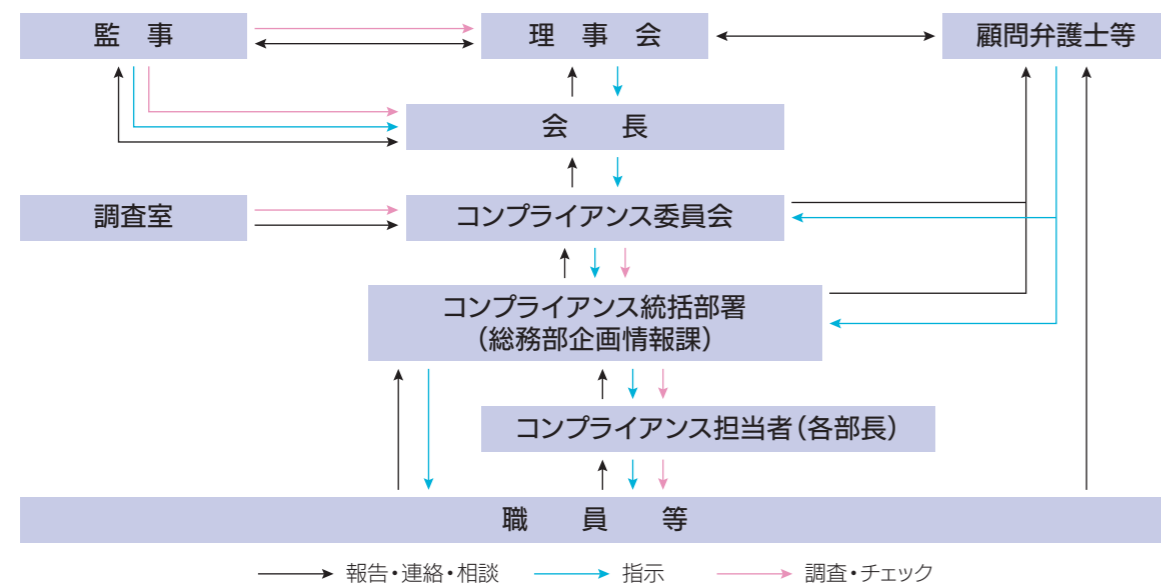 監　事
理　事　会
顧問弁護士等
会　　長
調査室
コンプライアンス委員会
コンプライアンス統括部署
（総務部企画情報課）
コンプライアンス担当者（各部長）
職　　員　　等
報告・連絡・相談
指示
調査・チェック